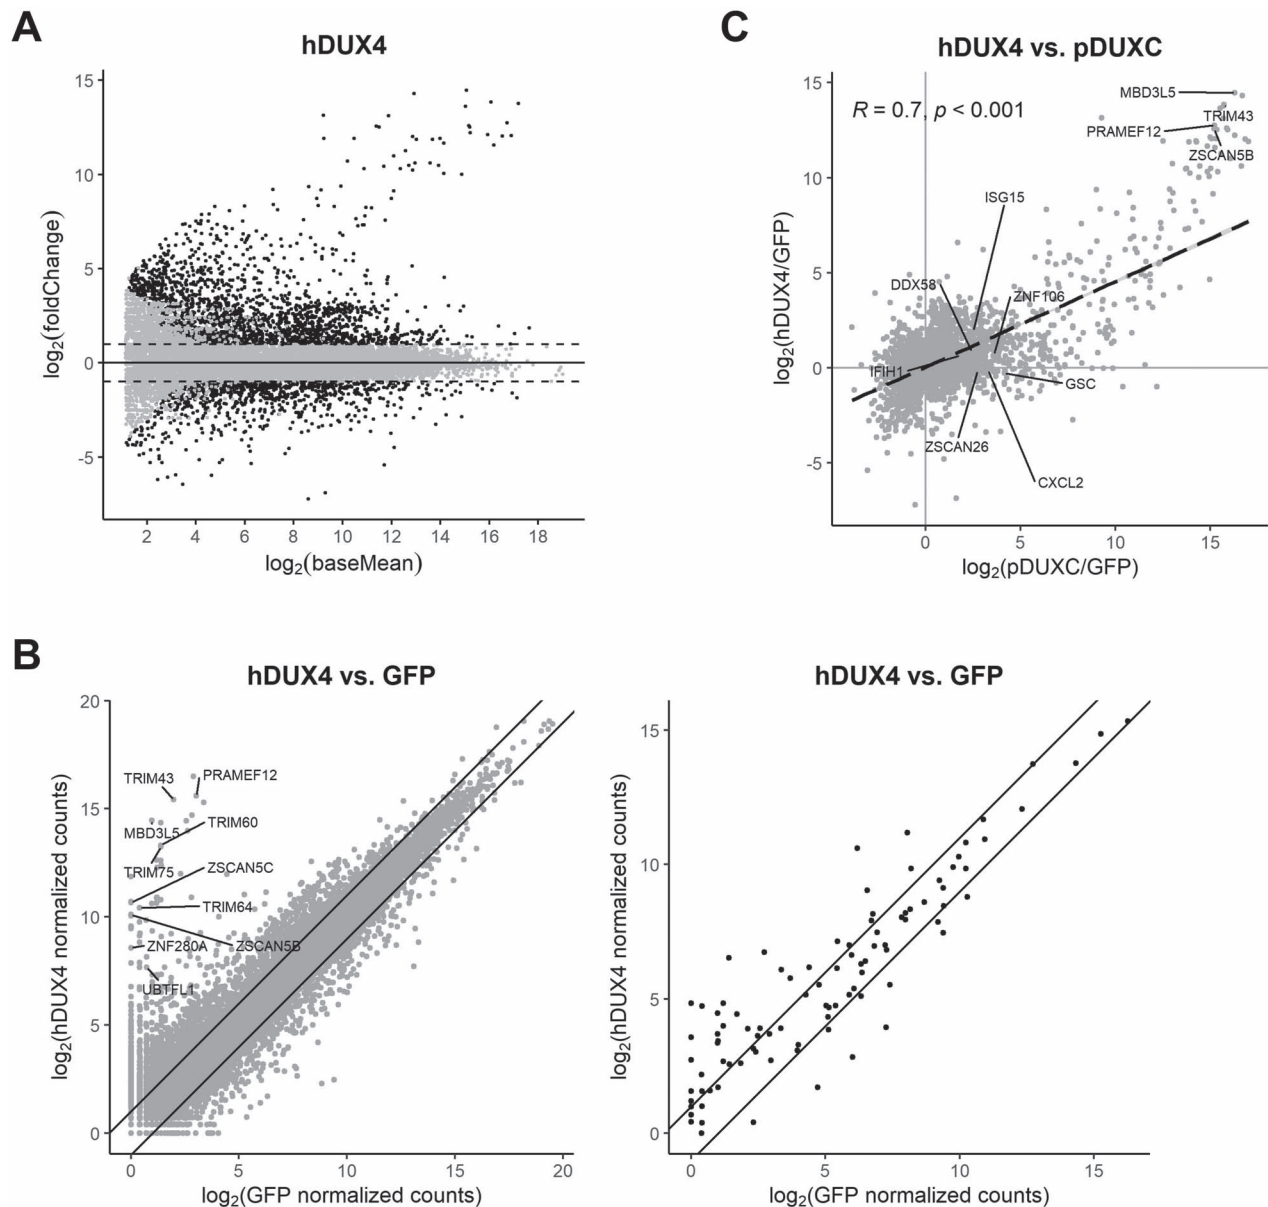 A
hDUX4
15
10
5
0
-5
log2(foldChange)
2 4 6 8 10 12 14 16 18
log2(baseMean)
C
hDUX4 vs. pDUXC
R = 0.7, p < 0.001
MBD3L5
TRIM43
PRAMEF12
ZSCAN5B
ISG15
DDX58
ZNF106
IFIH1
GSC
ZSCAN26
CXCL2
15
10
5
0
-5
log2(hDUX4/GFP)
0 5 10 15
log2(pDUXC/GFP)
B
hDUX4 vs. GFP
20
15
10
5
0
log2(hDUX4 normalized counts)
TRIM43
PRAMEF12
MBD3L5
TRIM60
TRIM75
ZSCAN5C
TRIM64
ZNF280A
ZSCAN5B
UBTFL1
0 5 10 15 20
log2(GFP normalized counts)
hDUX4 vs. GFP
15
10
5
0
log2(hDUX4 normalized counts)
0 5 10 15
log2(GFP normalized counts)